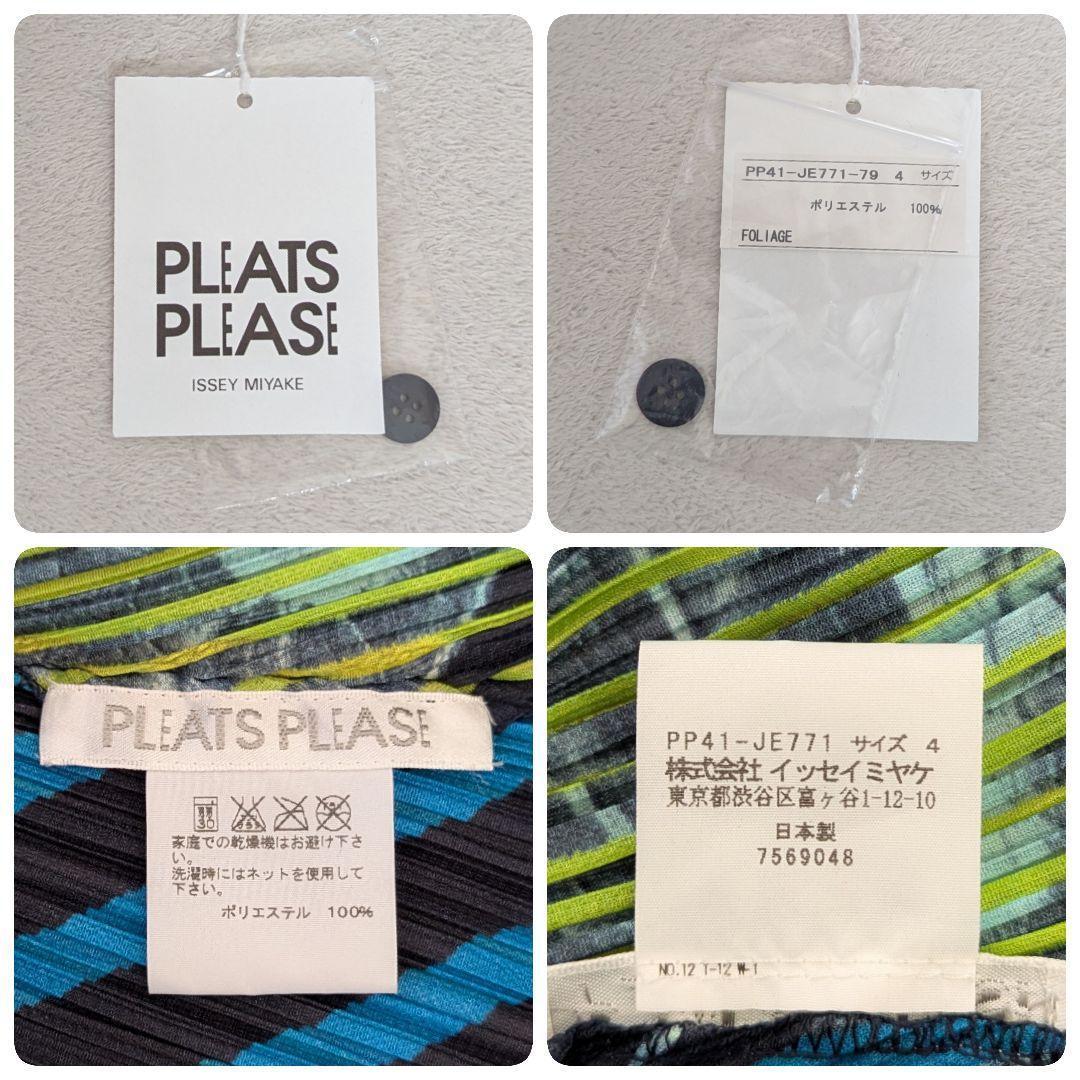 PLEATS
PLEASE
ISSEY MIYAKE
PP41-JE771-79 4 サイズ
ポリエステル 100%
FOLIAGE
PLEATS PLEASE
30
家庭での乾燥機はお避け下さ
い。
洗濯時にはネットを使用して
下さい。
ポリエステル 100%
PP41-JE771 サイズ 4
株式会社 イッセイミヤケ
東京都渋谷区富ヶ谷1-12-10
日本製
7569048
NO.12 T-12 W-1